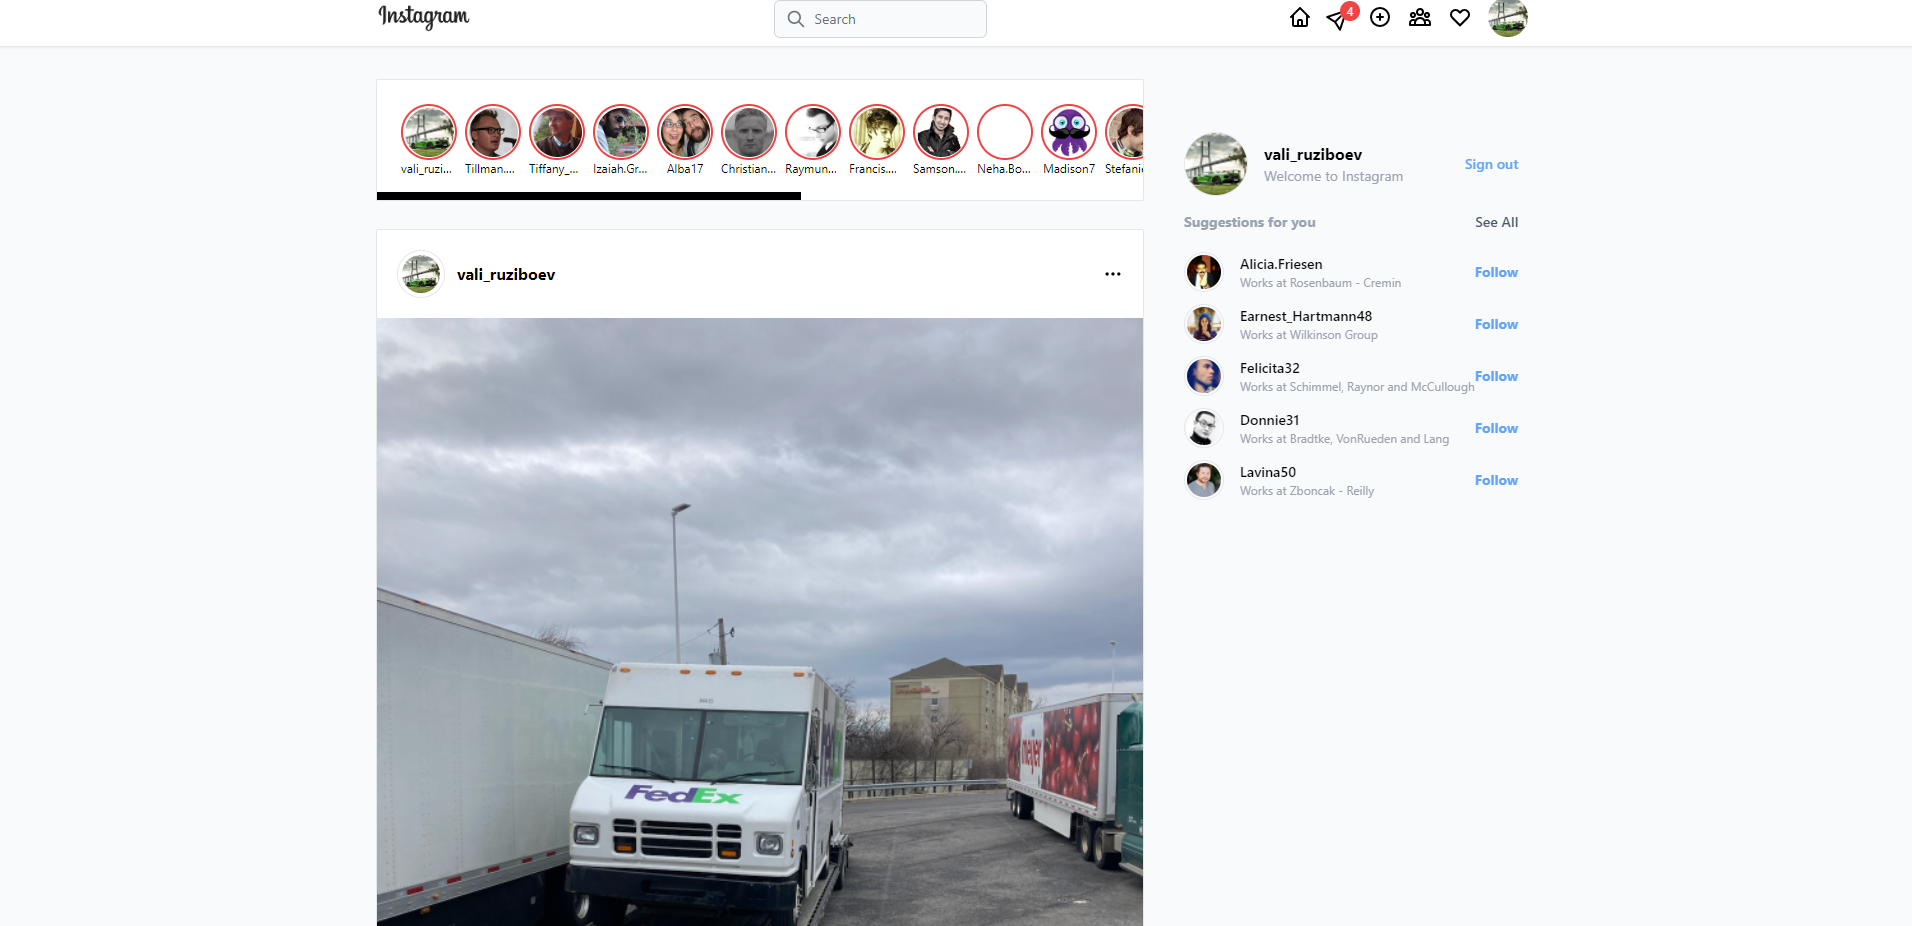 Instagram
Search
4
vali_ruzi...
Tillman....
Tiffany_...
Izaiah.Gr...
Alba17
Christian...
Raymun...
Francis....
Samson....
Neha.Bo...
Madison7
Stefanie
vali_ruziboev
Welcome to Instagram
Sign out
Suggestions for you
See All
Alicia.Friesen
Works at Rosenbaum - Cremin
Follow
Earnest_Hartmann48
Works at Wilkinson Group
Follow
Felicita32
Works at Schimmel, Raynor and McCullough
Follow
Donnie31
Works at Bradtke, VonRueden and Lang
Follow
Lavina50
Works at Zboncak - Reilly
Follow
vali_ruziboev
FedEx
meijer